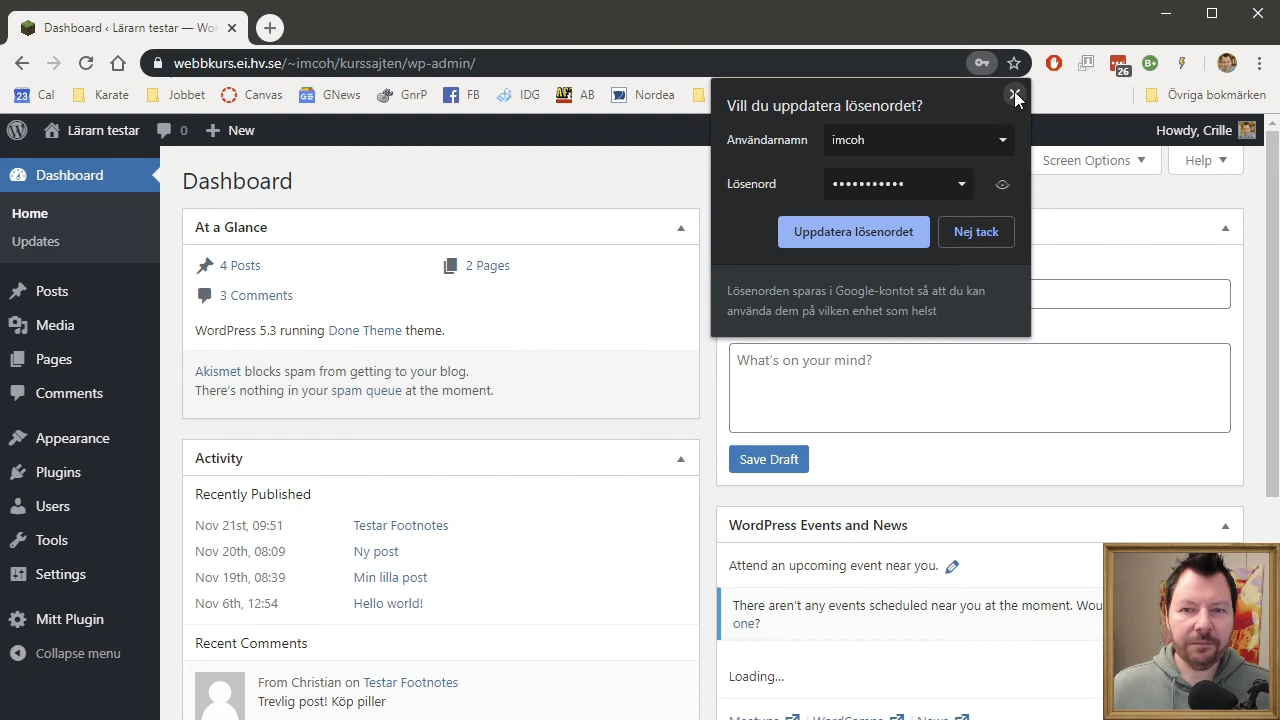 Dashboard ‹ Lärarn testar — Wor
webbkurs.ei.hv.se/~imcoh/kurssajten/wp-admin/
26
23 Cal
Karate
Jobbet
Canvas
GNews
GnrP
FB
IDG
AB
Nordea
Övriga bokmärken
Lärarn testar
0
New
Howdy, Crille
Vill du uppdatera lösenordet?
Användarnamn
imcoh
Lösenord
•••••••••••
Uppdatera lösenordet
Nej tack
Lösenorden sparas i Google-kontot så att du kan
använda dem på vilken enhet som helst
Screen Options
Help
Dashboard
Home
Updates
Posts
Media
Pages
Comments
Appearance
Plugins
Users
Tools
Settings
Mitt Plugin
Collapse menu
Dashboard
At a Glance
4 Posts
2 Pages
3 Comments
WordPress 5.3 running Done Theme theme.
Akismet blocks spam from getting to your blog.
There's nothing in your spam queue at the moment.
Activity
Recently Published
Nov 21st, 09:51 Testar Footnotes
Nov 20th, 08:09 Ny post
Nov 19th, 08:39 Min lilla post
Nov 6th, 12:54 Hello world!
Recent Comments
From Christian on Testar Footnotes
Trevlig post! Köp piller
What's on your mind?
Save Draft
WordPress Events and News
Attend an upcoming event near you.
There aren't any events scheduled near you at the moment. Wou
one?
Loading...
Meetups
WordCamps
News